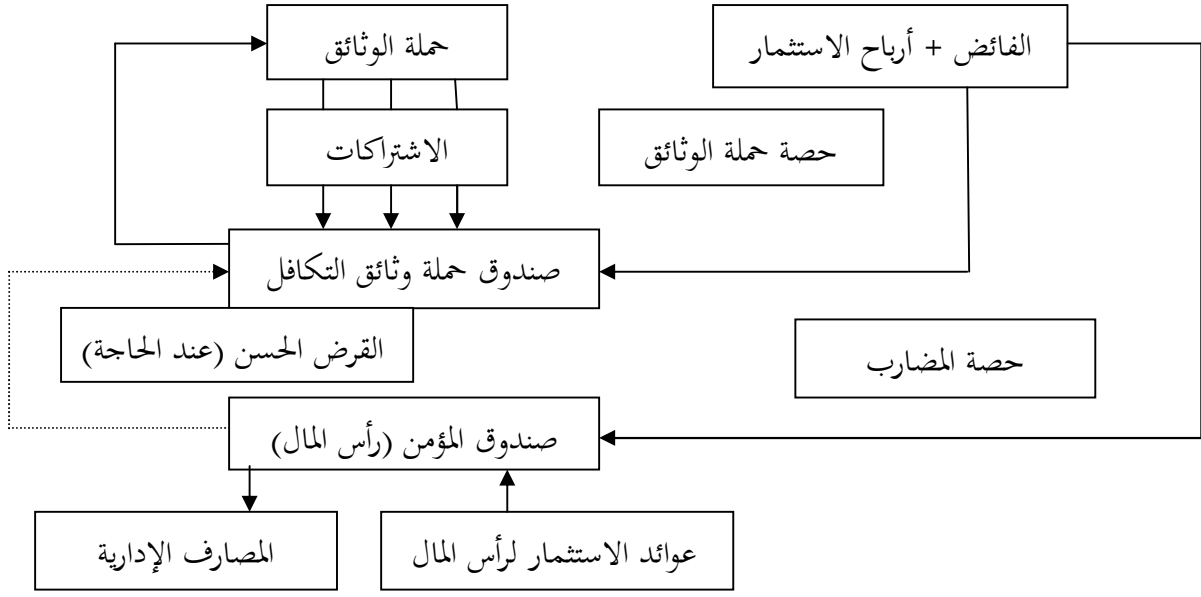 حملة الوثائق
الفائض + أرباح الاستثمار
الاشتراكات
حصة حملة الوثائق
صندوق حملة وثائق التكافل
القرض الحسن (عند الحاجة)
حصة المضارب
صندوق المؤمن (رأس المال)
المصارف الإدارية
عوائد الاستثمار لرأس المال